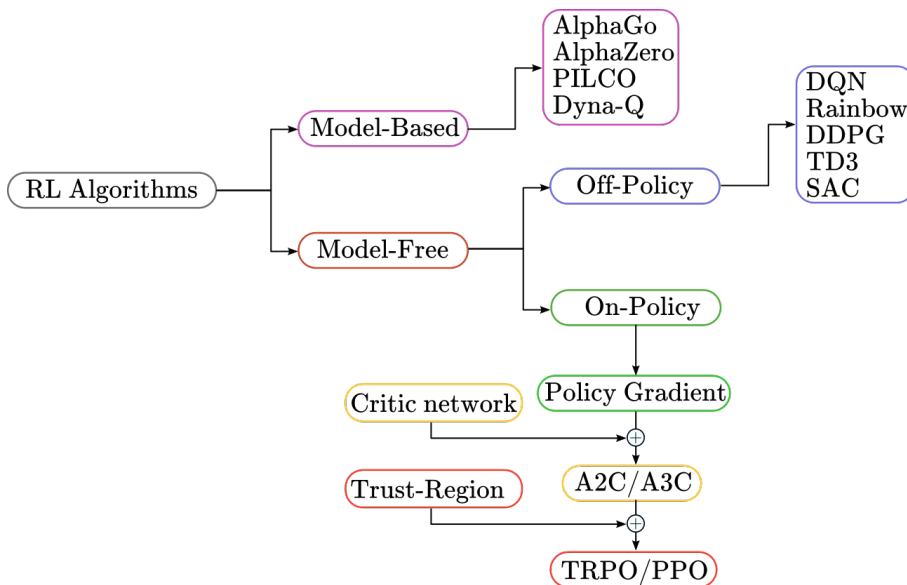 AlphaGo
AlphaZero
PILCO
Dyna-Q
DQN
Rainbow
DDPG
TD3
SAC
Model-Based
RL Algorithms
Off-Policy
Model-Free
On-Policy
Policy Gradient
Critic network
A2C/A3C
Trust-Region
TRPO/PPO